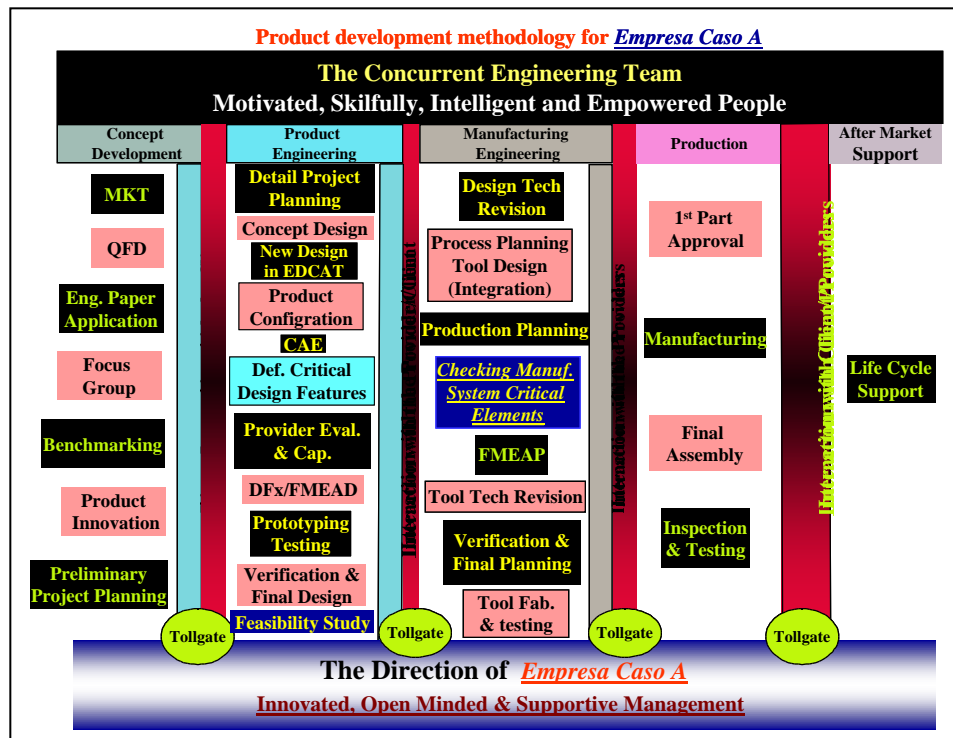 Product development methodology for Empresa Caso A
The Concurrent Engineering Team
Motivated, Skilfully, Intelligent and Empowered People
Concept
Development
MKT
QFD
Eng. Paper
Application
Focus
Group
Benchmarking
Product
Innovation
Preliminary
Project Planning
Product
Engineering
Detail Project
Planning
Concept Design
New Design
in EDCAT
Product
Configration
CAE
Def. Critical
Design Features
Provider Eval.
& Cap.
DFx/FMEAD
Prototyping
Testing
Verification &
Final Design
Feasibility Study
Manufacturing
Engineering
Design Tech
Revision
Process Planning
Tool Design
(Integration)
Production Planning
Checking Manuf.
System Critical
Elements
FMEAP
Tool Tech Revision
Verification &
Final Planning
Tool Fab.
& testing
Production
1st Part
Approval
Manufacturing
Final
Assembly
Inspection
& Testing
After Market
Support
Life Cycle
Support
Tollgate
Tollgate
Tollgate
Tollgate
The Direction of Empresa Caso A
Innovated, Open Minded & Supportive Management